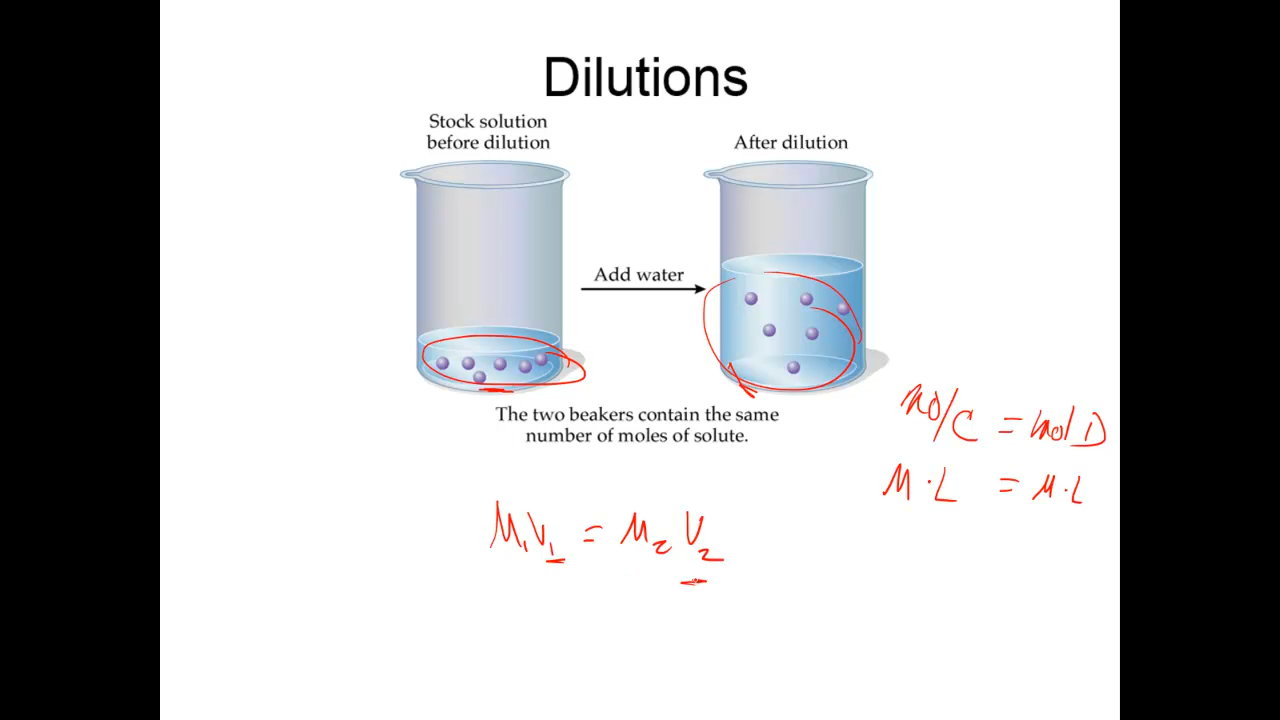 Dilutions
Stock solution
before dilution
After dilution
Add water
The two beakers contain the same
number of moles of solute.
mol C = mol D
M · L = M · L
M₁V₁ = M₂V₂